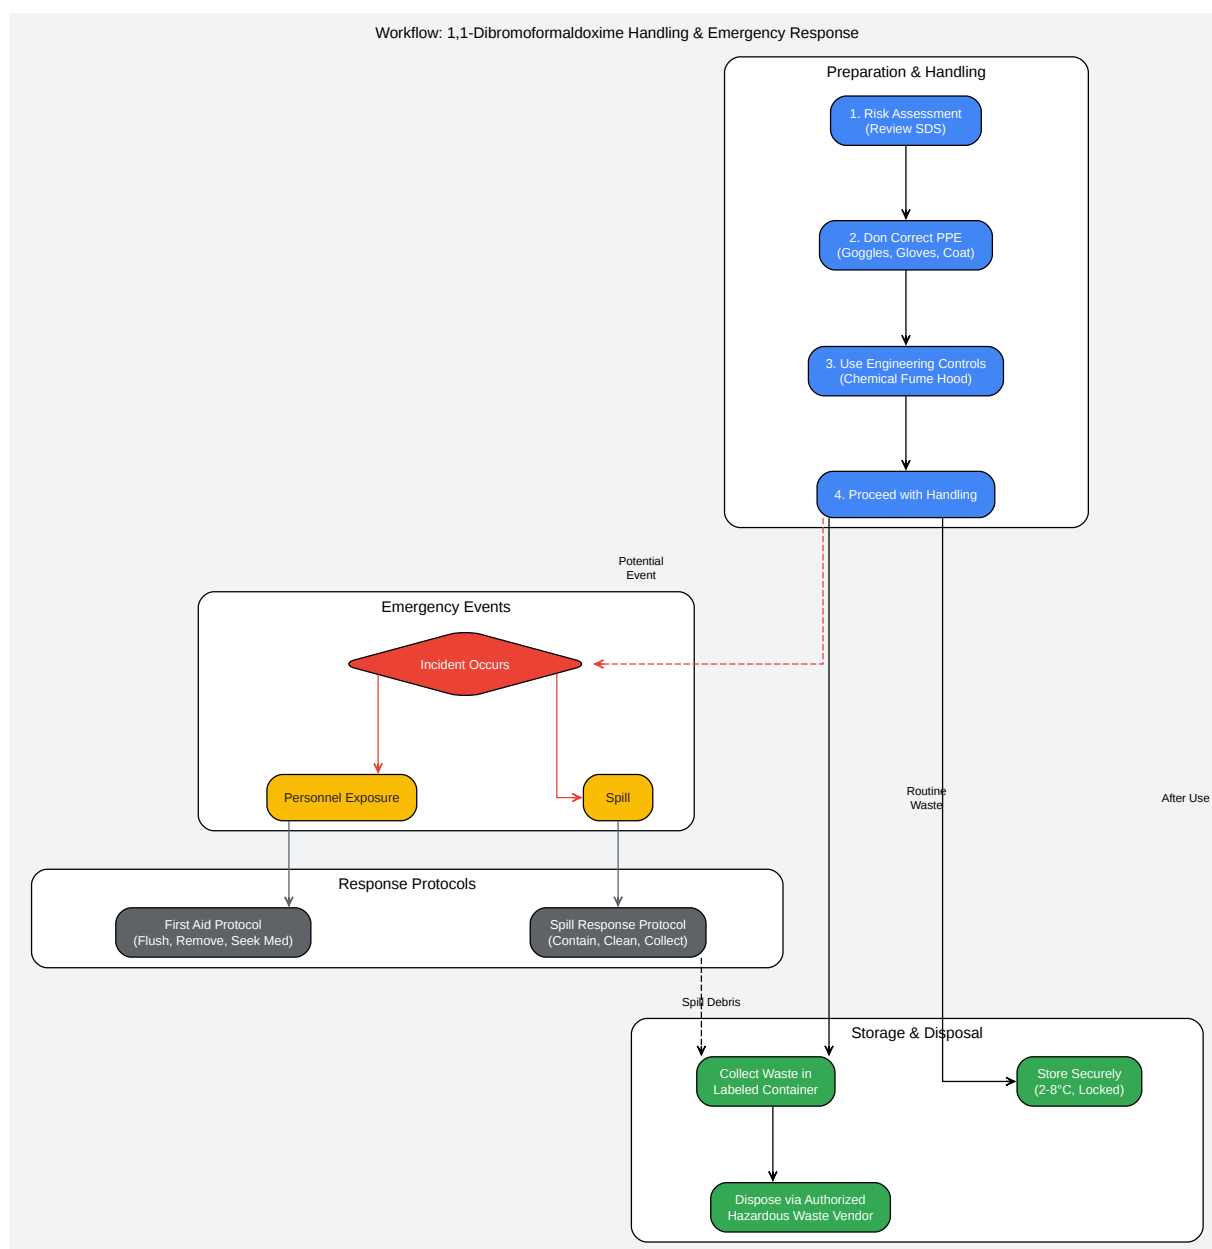 Workflow: 1,1-Dibromoformaldoxime Handling & Emergency Response
Preparation & Handling
1. Risk Assessment
(Review SDS)
2. Don Correct PPE
(Goggles, Gloves, Coat)
3. Use Engineering Controls
(Chemical Fume Hood)
4. Proceed with Handling
Potential
Event
Emergency Events
Incident Occurs
Personnel Exposure
Spill
Routine
Waste
After Use
Response Protocols
First Aid Protocol
(Flush, Remove, Seek Med)
Spill Response Protocol
(Contain, Clean, Collect)
Spill Debris
Storage & Disposal
Collect Waste in
Labeled Container
Store Securely
(2-8°C, Locked)
Dispose via Authorized
Hazardous Waste Vendor